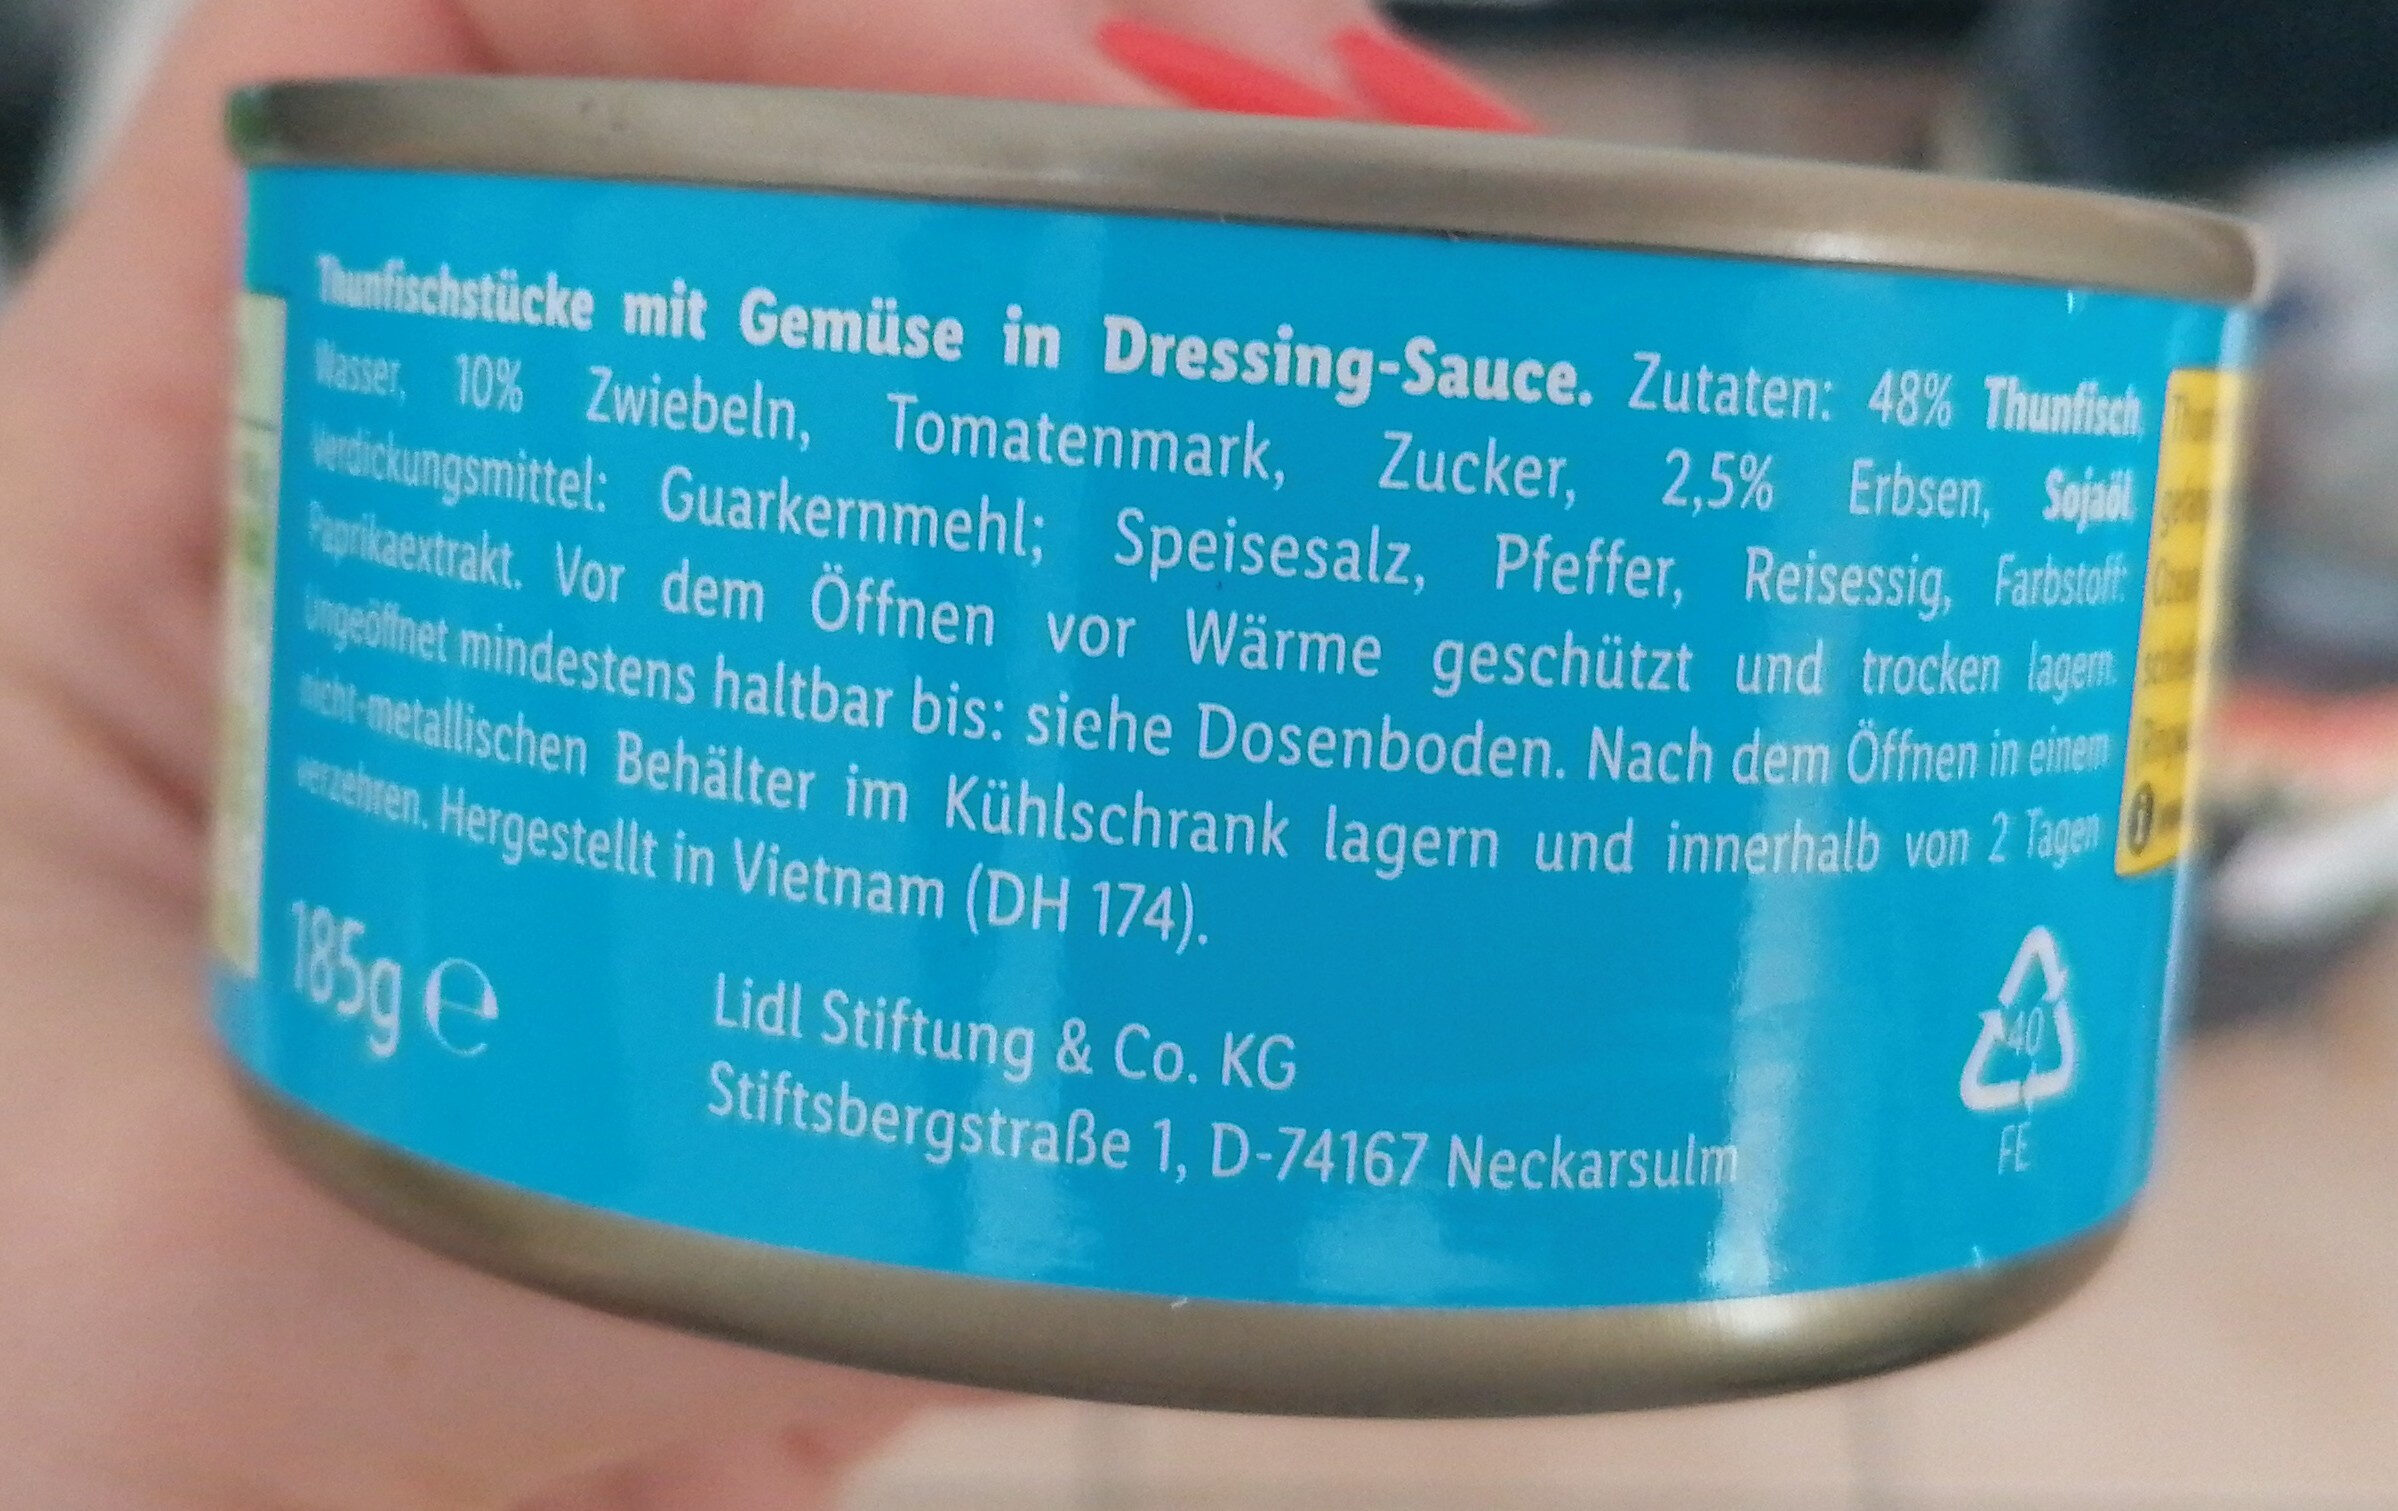 Thunfischstücke mit Gemüse in Dressing-Sauce. Zutaten: 48% Thunfisch,
Wasser, 10% Zwiebeln, Tomatenmark, Zucker, 2,5% Erbsen, Sojaöl,
Verdickungsmittel: Guarkernmehl; Speisesalz, Pfeffer, Reisessig, Farbstoff:
Paprikaextrakt. Vor dem Öffnen vor Wärme geschützt und trocken lagern.
Ungeöffnet mindestens haltbar bis: siehe Dosenboden. Nach dem Öffnen in einem
nicht-metallischen Behälter im Kühlschrank lagern und innerhalb von 2 Tagen
verzehren. Hergestellt in Vietnam (DH 174).
185g e
Lidl Stiftung & Co. KG
Stiftsbergstraße 1, D-74167 Neckarsulm
40
FE